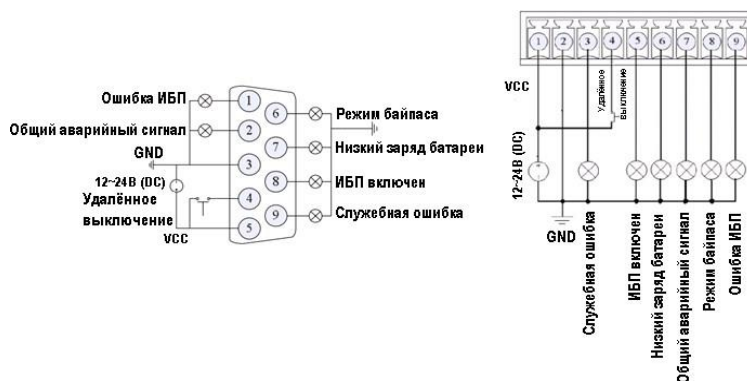 Ошибка ИБП
Общий аварийный сигнал
GND
12~24В (DC)
Удалённое
выключение
VCC
1
2
3
4
5
6
7
8
9
Режим байпаса
Низкий заряд батареи
ИБП включен
Служебная ошибка
1 2 3 4 5 6 7 8 9
VCC
Удалённое
выключение
12~24В (DC)
GND
Служебная ошибка
ИБП включен
Низкий заряд батареи
Общий аварийный сигнал
Режим байпаса
Ошибка ИБП